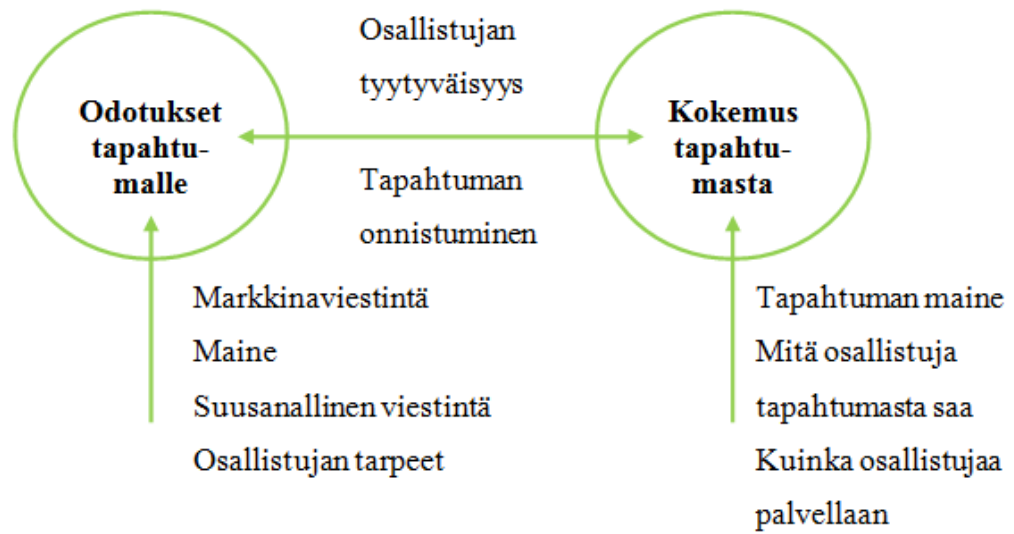 Odotukset
tapahtu-
malle
Osallistujan
tyytyväisyys
Tapahtuman
onnistuminen
Kokemus
tapahtu-
masta
Markkinaviestintä
Maine
Suusanallinen viestintä
Osallistujan tarpeet
Tapahtuman maine
Mitä osallistuja
tapahtumasta saa
Kuinka osallistujaa
palvellaan